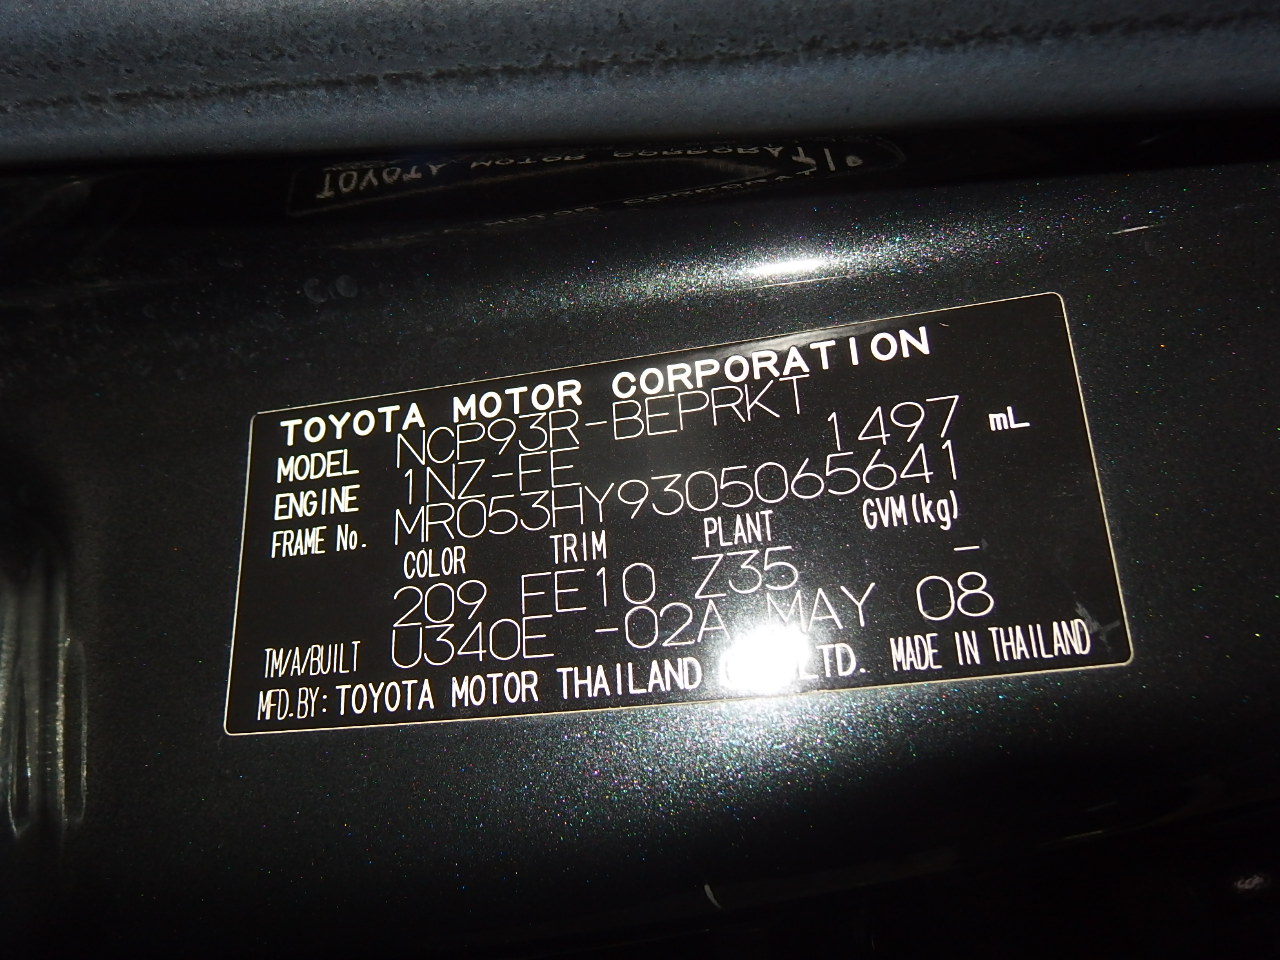 TOYOTA MOTOR CORPORATION
MODEL NCP93R-BEPRKT
ENGINE 1NZ-FE 1497 mL
FRAME No. MR053HY9305065641
COLOR TRIM PLANT GVM(kg)
209 FE10 Z35 –
TM/A/BUILT U340E -02A MAY 08
MFD.BY: TOYOTA MOTOR THAILAND LTD. MADE IN THAILAND